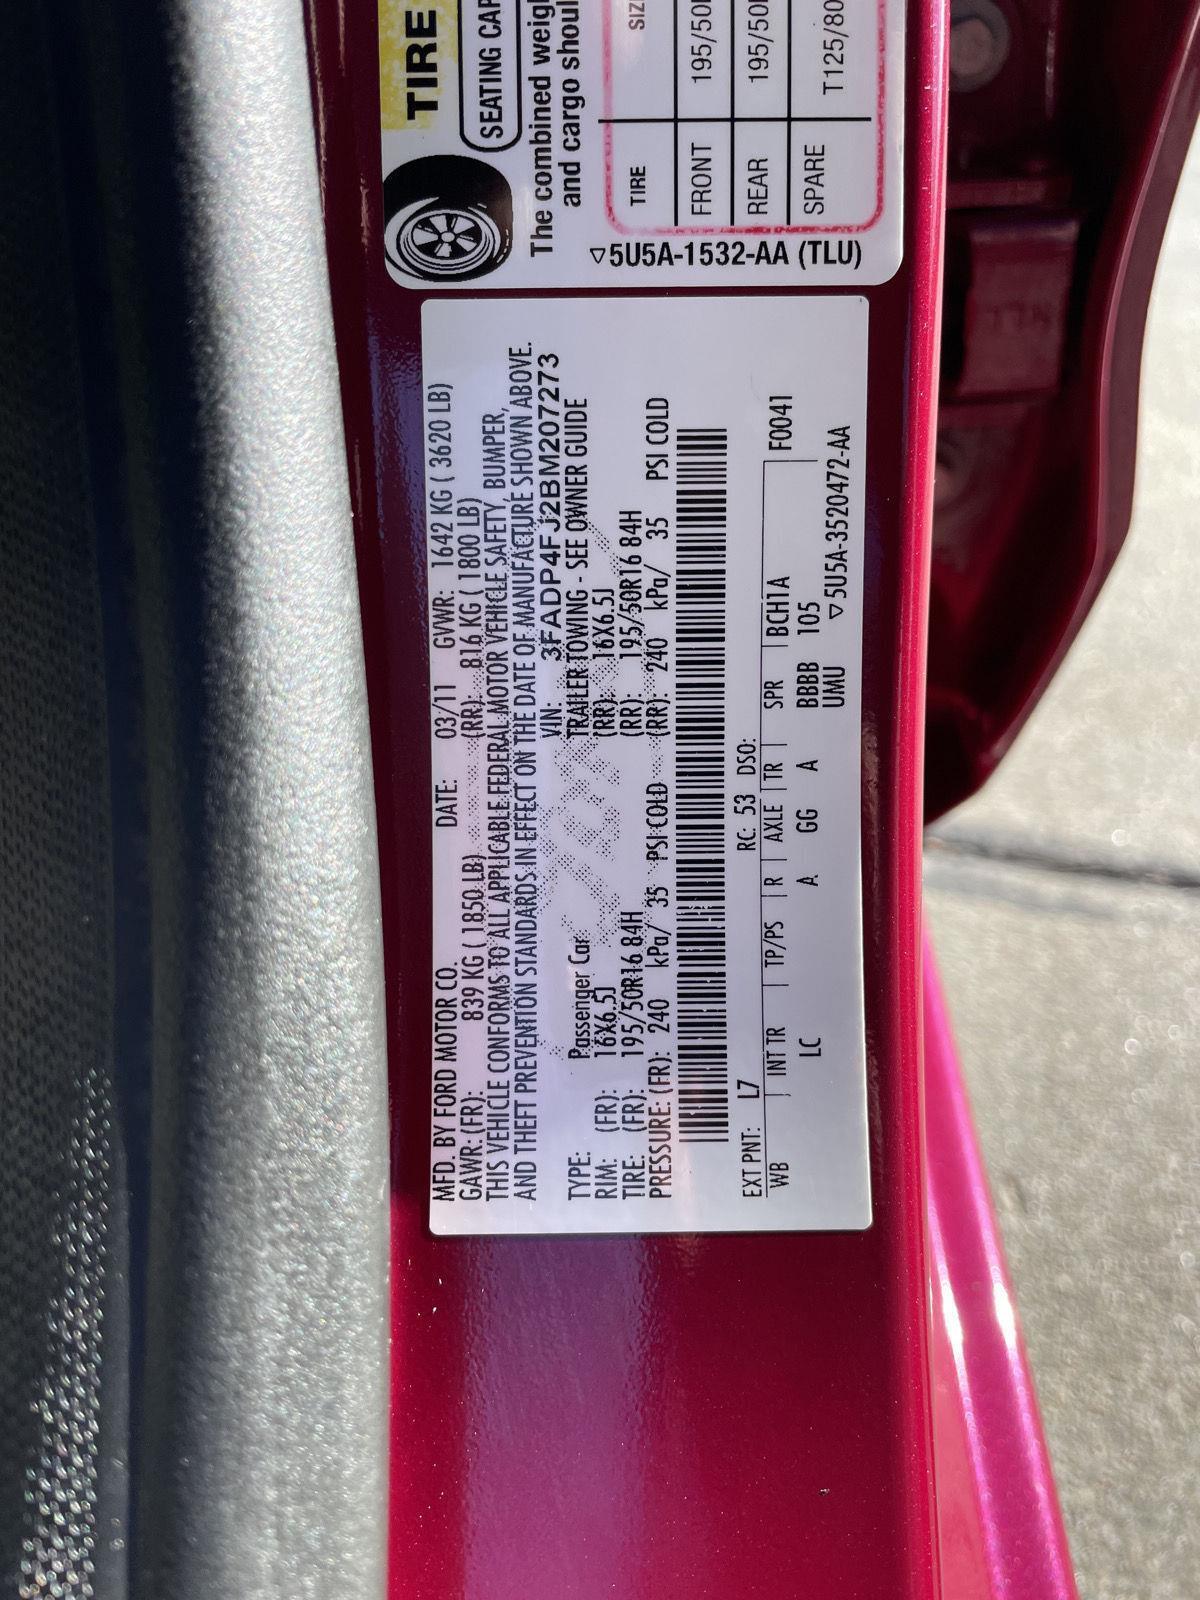 MFD. BY FORD MOTOR CO. DATE: 03/11 GVWR: 1642 KG ( 3620 LB)
GAWR: (FR): 839 KG ( 1850 LB) (RR): 816 KG ( 1800 LB)
THIS VEHICLE CONFORMS TO ALL APPLICABLE FEDERAL MOTOR VEHICLE SAFETY, BUMPER,
AND THEFT PREVENTION STANDARDS IN EFFECT ON THE DATE OF MANUFACTURE SHOWN ABOVE.
VIN: 3FADP4FJ2BM207273
TYPE: Passenger Car TRAILER TOWING - SEE OWNER GUIDE
RIM: (FR): 16X6.5J (RR): 16X6.5J
TIRE: (FR): 195/50R16 84H (RR): 195/50R16 84H
PRESSURE: (FR): 240 kPa/ 35 PSI COLD (RR): 240 kPa/ 35 PSI COLD
EXT PNT: L7 RC: 53 DSO:
WB INT TR TP/PS R AXLE TR SPR BCH1A F0041
LC A GG A BBBB 105
UMU ▽5U5A-3520472-AA
TIRE
SEATING CAP
The combined weigh
and cargo shoul
TIRE SIZ
FRONT 195/50
REAR 195/50
SPARE T125/80
▽5U5A-1532-AA (TLU)